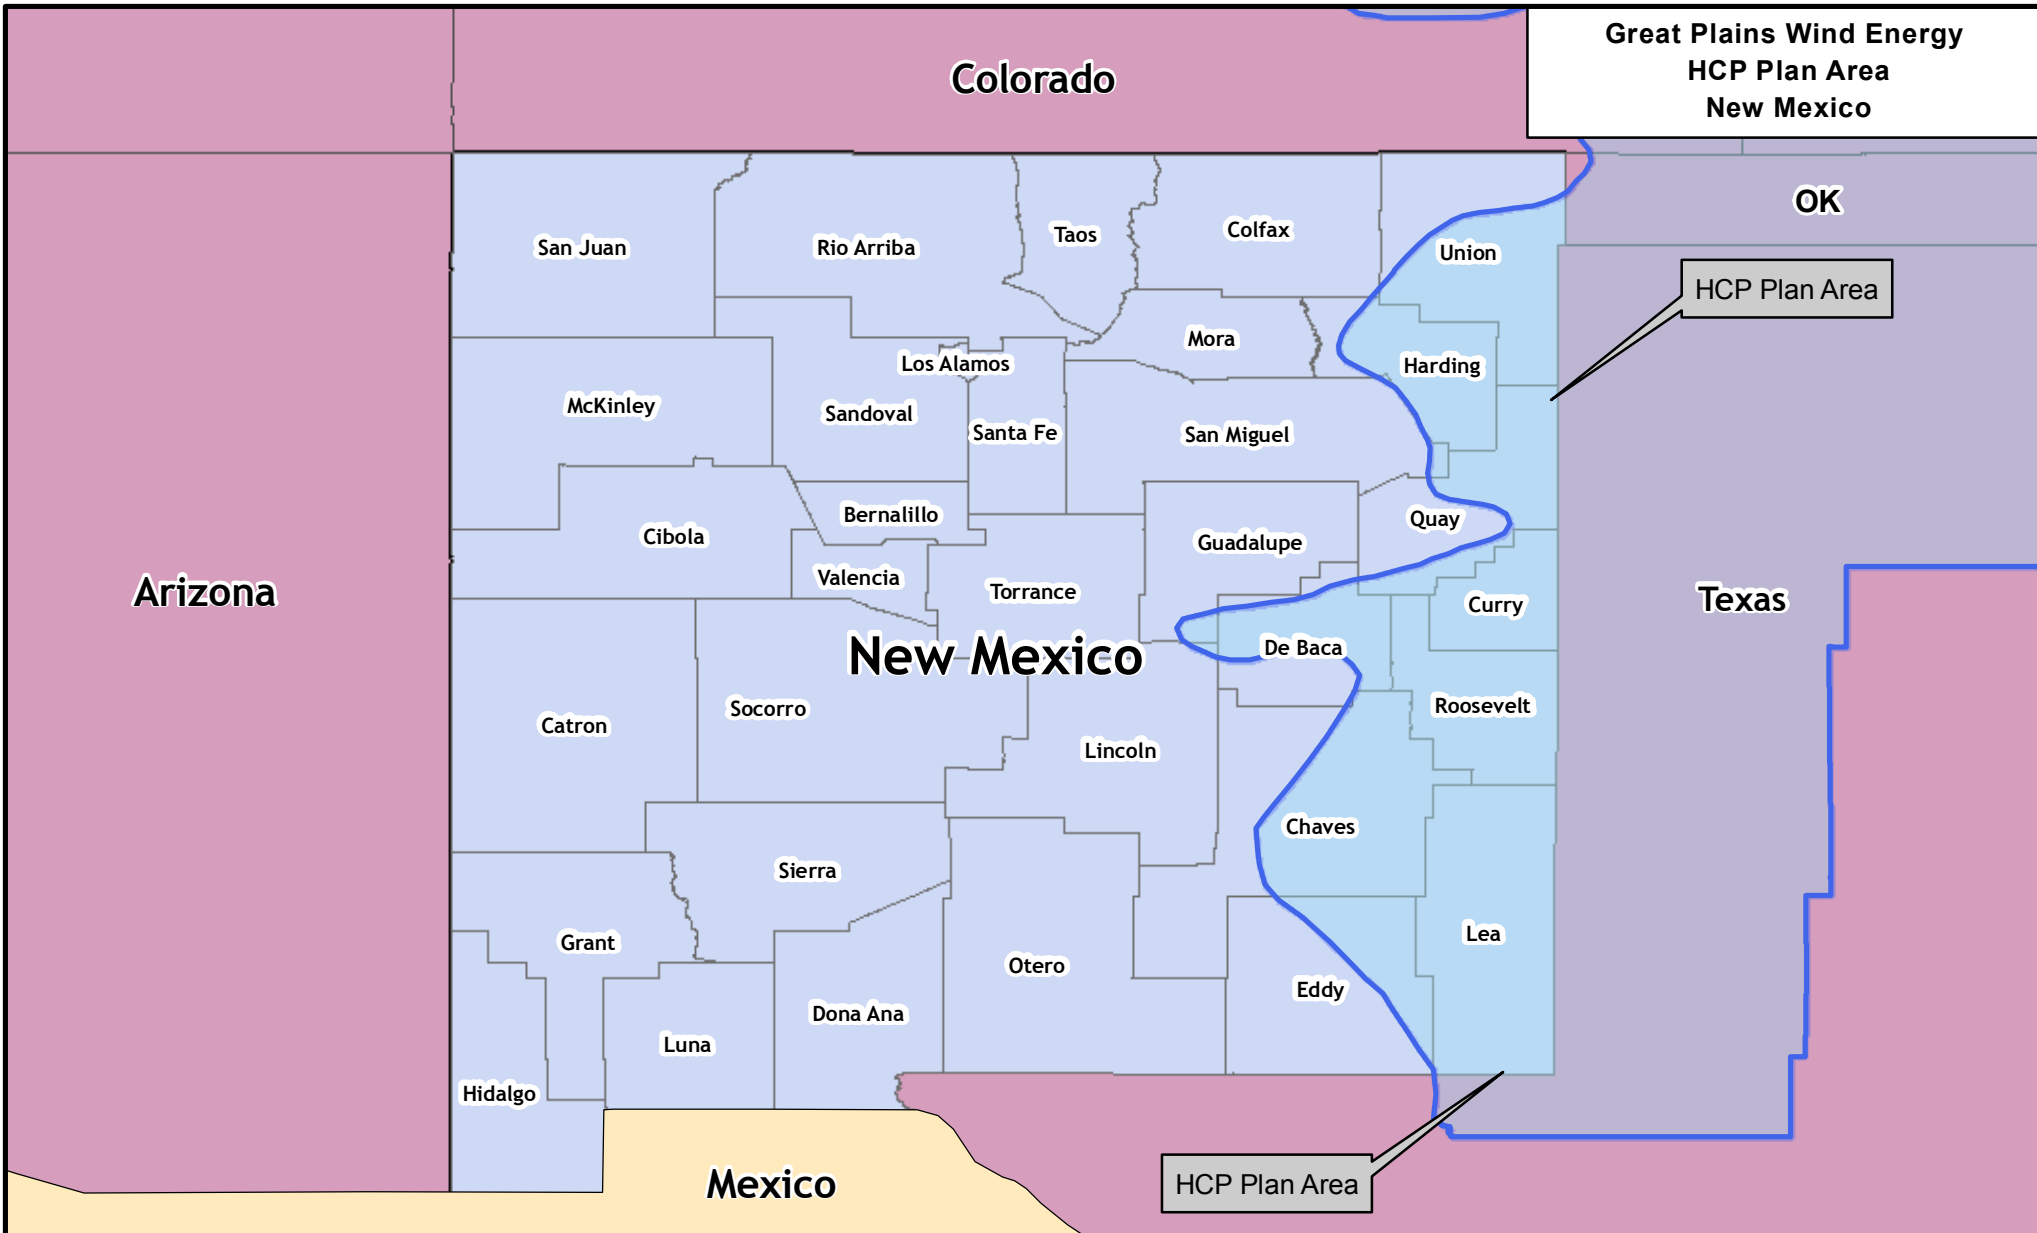 Great Plains Wind Energy
HCP Plan Area
New Mexico
Colorado
OK
San Juan
Rio Arriba
Taos
Colfax
Union
HCP Plan Area
Mora
Los Alamos
Harding
McKinley
Sandoval
Santa Fe
San Miguel
Bernalillo
Quay
Cibola
Guadalupe
Valencia
Torrance
Arizona
Texas
Curry
De Baca
New Mexico
Catron
Socorro
Roosevelt
Lincoln
Chaves
Sierra
Grant
Lea
Otero
Eddy
Dona Ana
Luna
Hidalgo
Mexico
HCP Plan Area